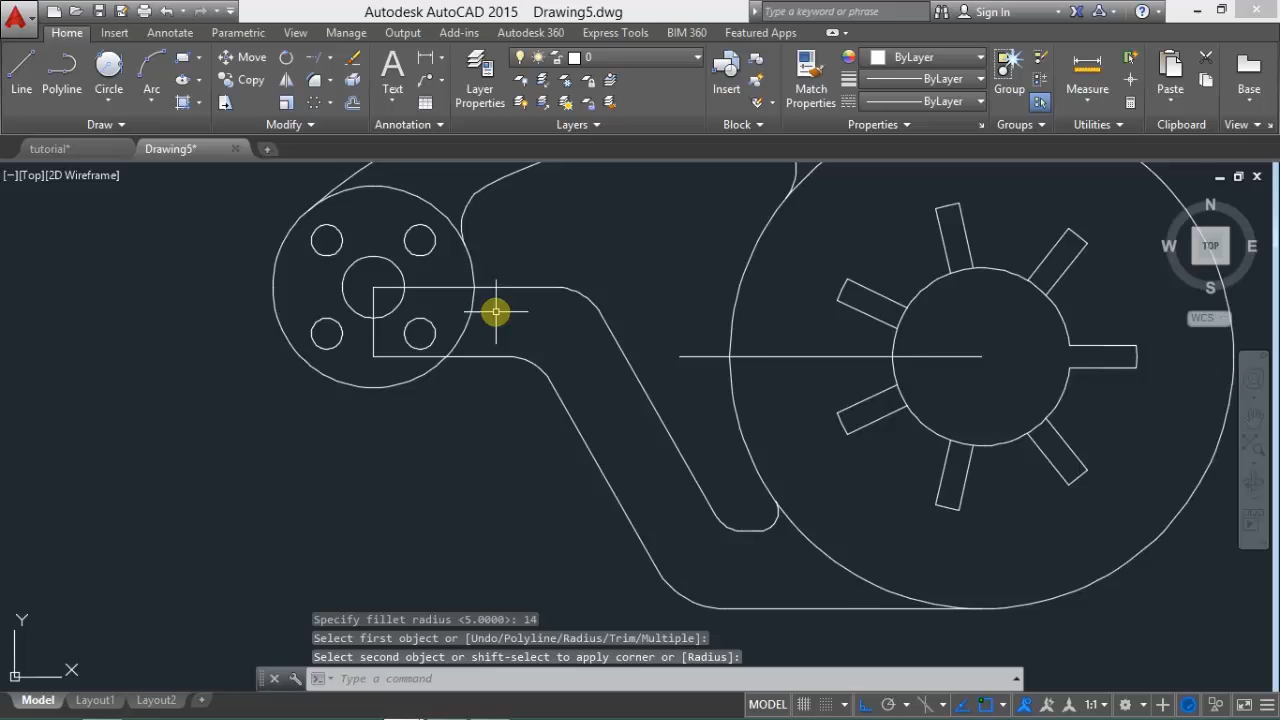 Autodesk AutoCAD 2015 Drawing5.dwg
Type a keyword or phrase
Sign In
Home Insert Annotate Parametric View Manage Output Add-ins Autodesk 360 Express Tools BIM 360 Featured Apps
Line Polyline Circle Arc
Move
Copy
Text
Layer
Properties
0
Insert
Match
Properties
ByLayer
ByLayer
ByLayer
Group
Measure
Paste
Base
Draw Modify Annotation Layers Block Properties Groups Utilities Clipboard View
tutorial* Drawing5*
[−][Top][2D Wireframe]
N
W TOP E
S
WCS
Y
X
Specify fillet radius <5.0000>: 14
Select first object or [Undo/Polyline/Radius/Trim/Multiple]:
Select second object or shift-select to apply corner or [Radius]:
Type a command
Model Layout1 Layout2 MODEL 1:1